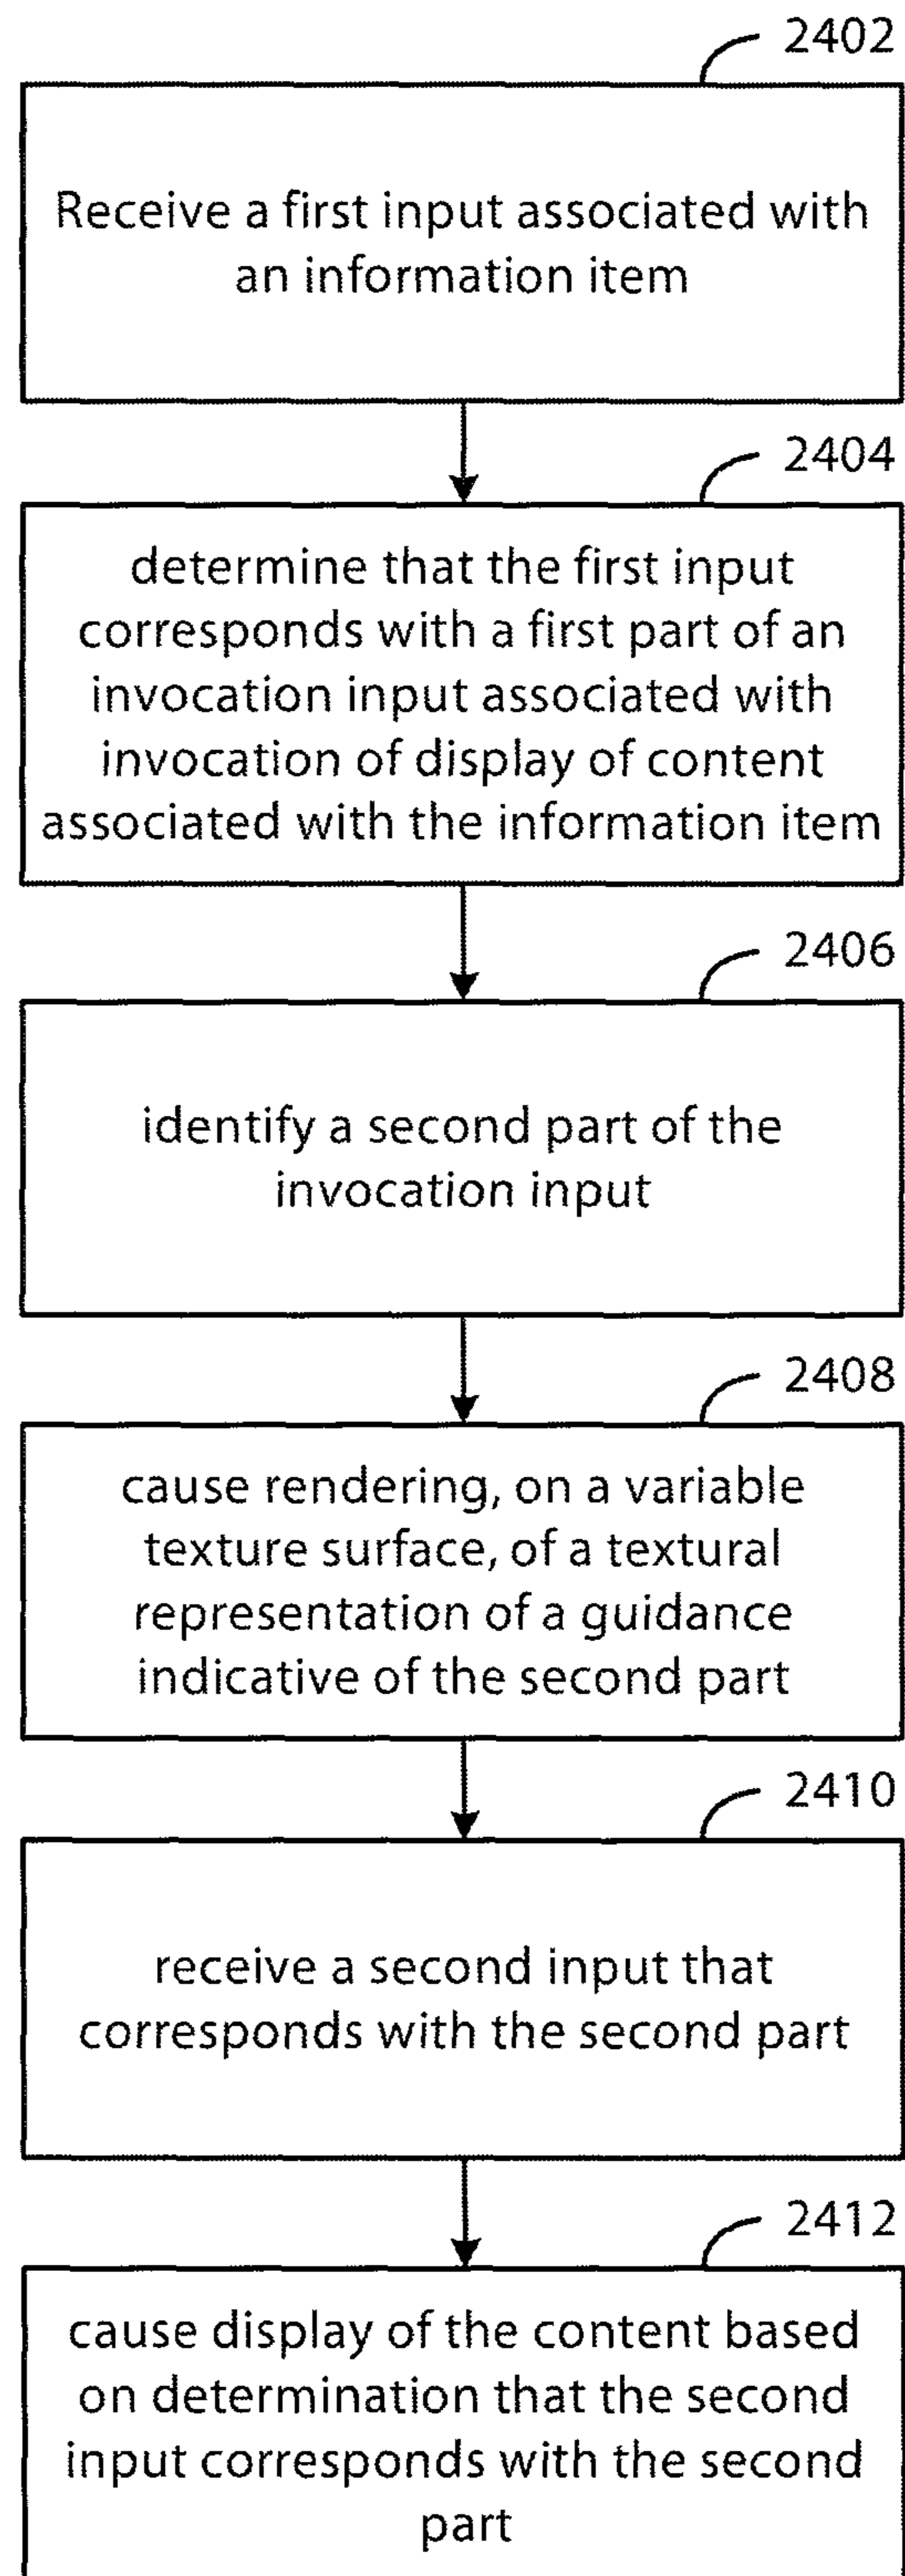 2402
Receive a first input associated with
an information item
2404
determine that the first input
corresponds with a first part of an
invocation input associated with
invocation of display of content
associated with the information item
2406
identify a second part of the
invocation input
2408
cause rendering, on a variable
texture surface, of a textural
representation of a guidance
indicative of the second part
2410
receive a second input that
corresponds with the second part
2412
cause display of the content based
on determination that the second
input corresponds with the second
part